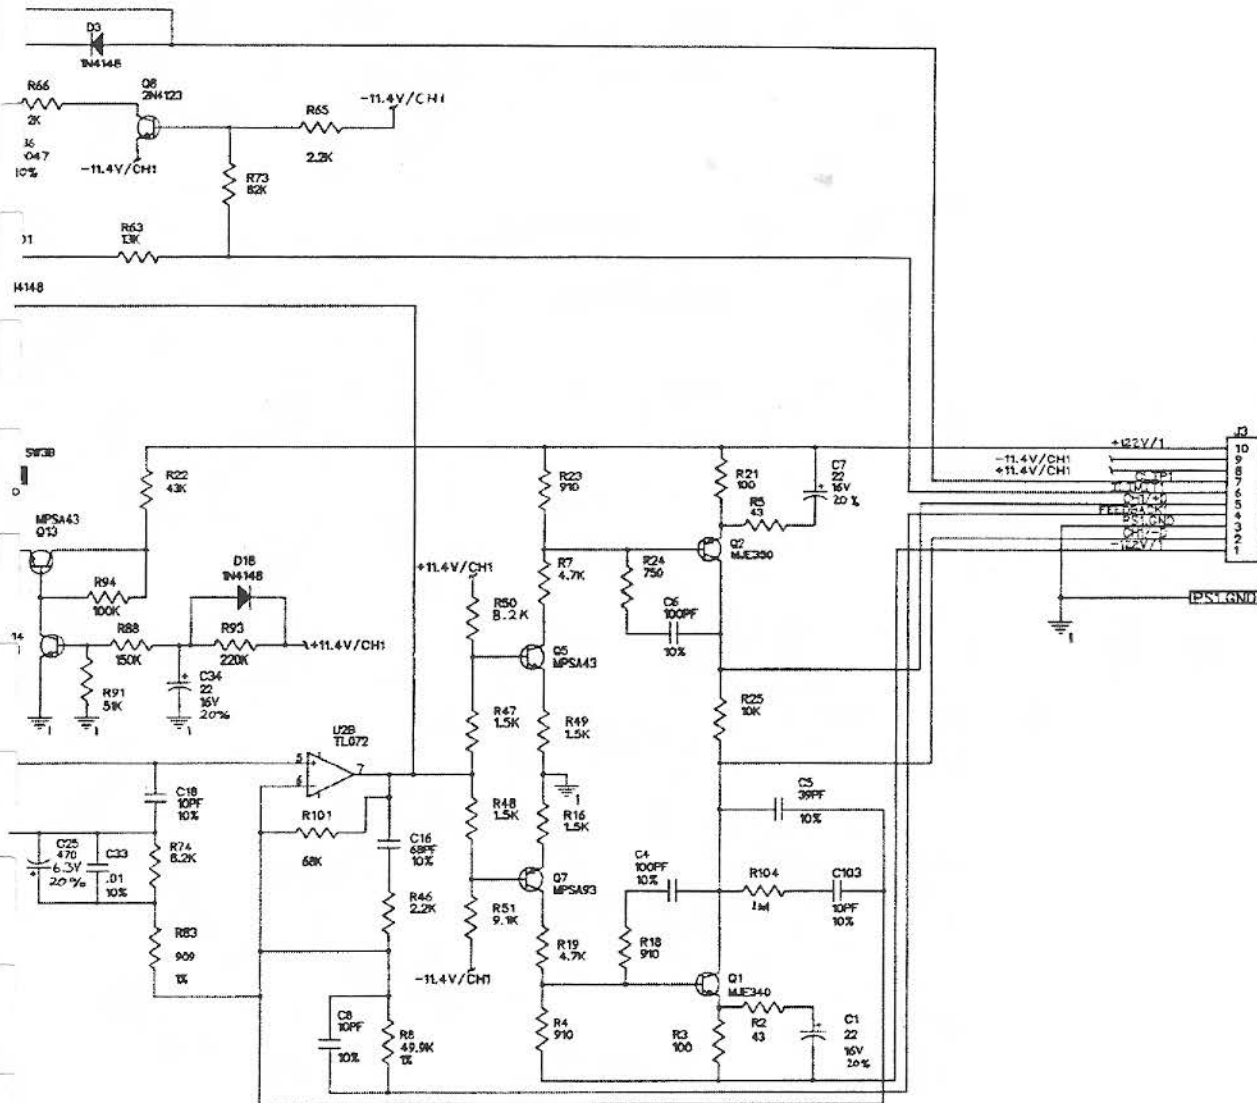 D3
1N4148
R66
2K
Q8
2N4123
-11.4V/CH1
R65
2.2K
10%
-11.4V/CH1
R73
82K
R63
13K
SW3B
MPSA43
Q13
R22
43K
R94
100K
D18
1N4148
R88
150K
R93
220K
+11.4V/CH1
R91
51K
C34
22
16V
20%
U2B
TL072
5
6
7
C18
10PF
10%
R101
68K
C16
68PF
10%
C25
470
6.3V
20%
C33
.01
10%
R74
8.2K
R46
2.2K
R83
909
1%
C8
10PF
10%
R8
49.9K
1%
+11.4V/CH1
R50
8.2K
R47
1.5K
R48
1.5K
R51
9.1K
-11.4V/CH1
R23
910
R7
4.7K
Q5
MPSA43
R49
1.5K
R16
1.5K
Q7
MPSA93
R19
4.7K
R4
910
R21
100
R5
43
C7
22
16V
20%
Q2
MJE350
R24
750
C6
100PF
10%
R25
10K
C5
39PF
10%
C4
100PF
10%
R104
1M
C103
10PF
10%
R18
910
Q1
MJE340
R3
100
R2
43
C1
22
16V
20%
J3
+122V/1
10
-11.4V/CH1
9
+11.4V/CH1
8
7
6
5
FEEDBACK
4
PS1.GND
3
2
1
PS1.GND